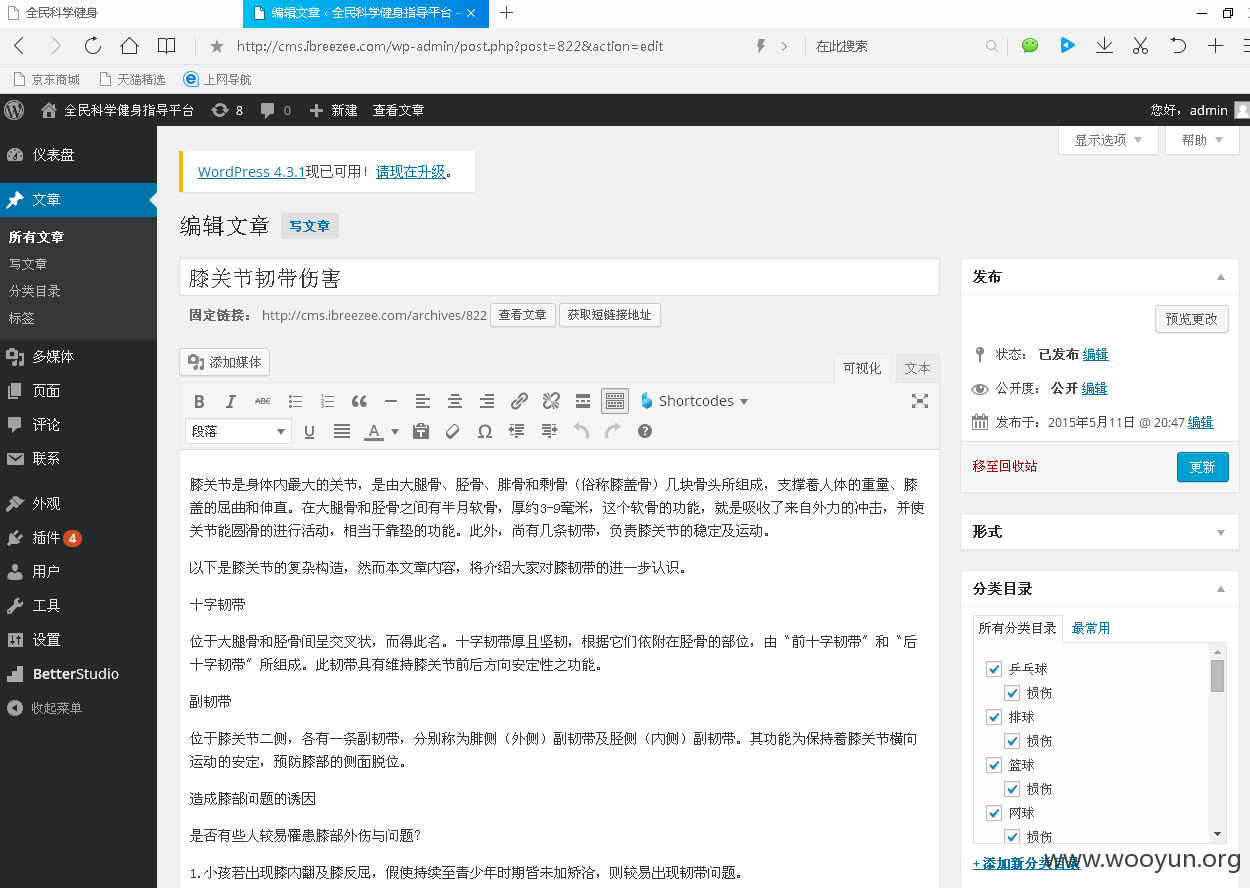 全民科学健身
编辑文章 ‹ 全民科学健身指导平台 –
http://cms.ibreezee.com/wp-admin/post.php?post=822&action=edit
在此搜索
京东商城
天猫精选
上网导航
全民科学健身指导平台
8
0
新建
查看文章
您好，admin
仪表盘
文章
所有文章
写文章
分类目录
标签
多媒体
页面
评论
联系
外观
插件 4
用户
工具
设置
BetterStudio
收起菜单
显示选项
帮助
WordPress 4.3.1现已可用！请现在升级。
编辑文章 写文章
膝关节韧带伤害
固定链接： http://cms.ibreezee.com/archives/822 查看文章 获取短链接地址
添加媒体
可视化
文本
B I ABC
Shortcodes
段落
U
A
T
Ω
膝关节是身体内最大的关节，是由大腿骨、胫骨、腓骨和剩骨（俗称膝盖骨）几块骨头所组成，支撑着人体的重量、膝
盖的屈曲和伸直。在大腿骨和胫骨之间有半月软骨，厚约3-9毫米，这个软骨的功能，就是吸收了来自外力的冲击，并使
关节能圆滑的进行活动，相当于靠垫的功能。此外，尚有几条韧带，负责膝关节的稳定及运动。
以下是膝关节的复杂构造，然而本文章内容，将介绍大家对膝韧带的进一步认识。
十字韧带
位于大腿骨和胫骨间呈交叉状，而得此名。十字韧带厚且坚韧，根据它们依附在胫骨的部位，由“前十字韧带”和“后
十字韧带”所组成。此韧带具有维持膝关节前后方向安定性之功能。
副韧带
位于膝关节二侧，各有一条副韧带，分别称为腓侧（外侧）副韧带及胫侧（内侧）副韧带。其功能为保持着膝关节横向
运动的安定，预防膝部的侧面脱位。
造成膝部问题的诱因
是否有些人较易罹患膝部外伤与问题？
1. 小孩若出现膝内翻及膝反屈，假使持续至青少年时期皆未加矫治，则较易出现韧带问题。
发布
预览更改
状态： 已发布 编辑
公开度： 公开 编辑
发布于：2015年5月11日 @ 20:47 编辑
移至回收站
更新
形式
分类目录
所有分类目录 最常用
乒乓球
损伤
排球
损伤
篮球
损伤
网球
损伤
+ 添加新分类目录
www.wooyun.org